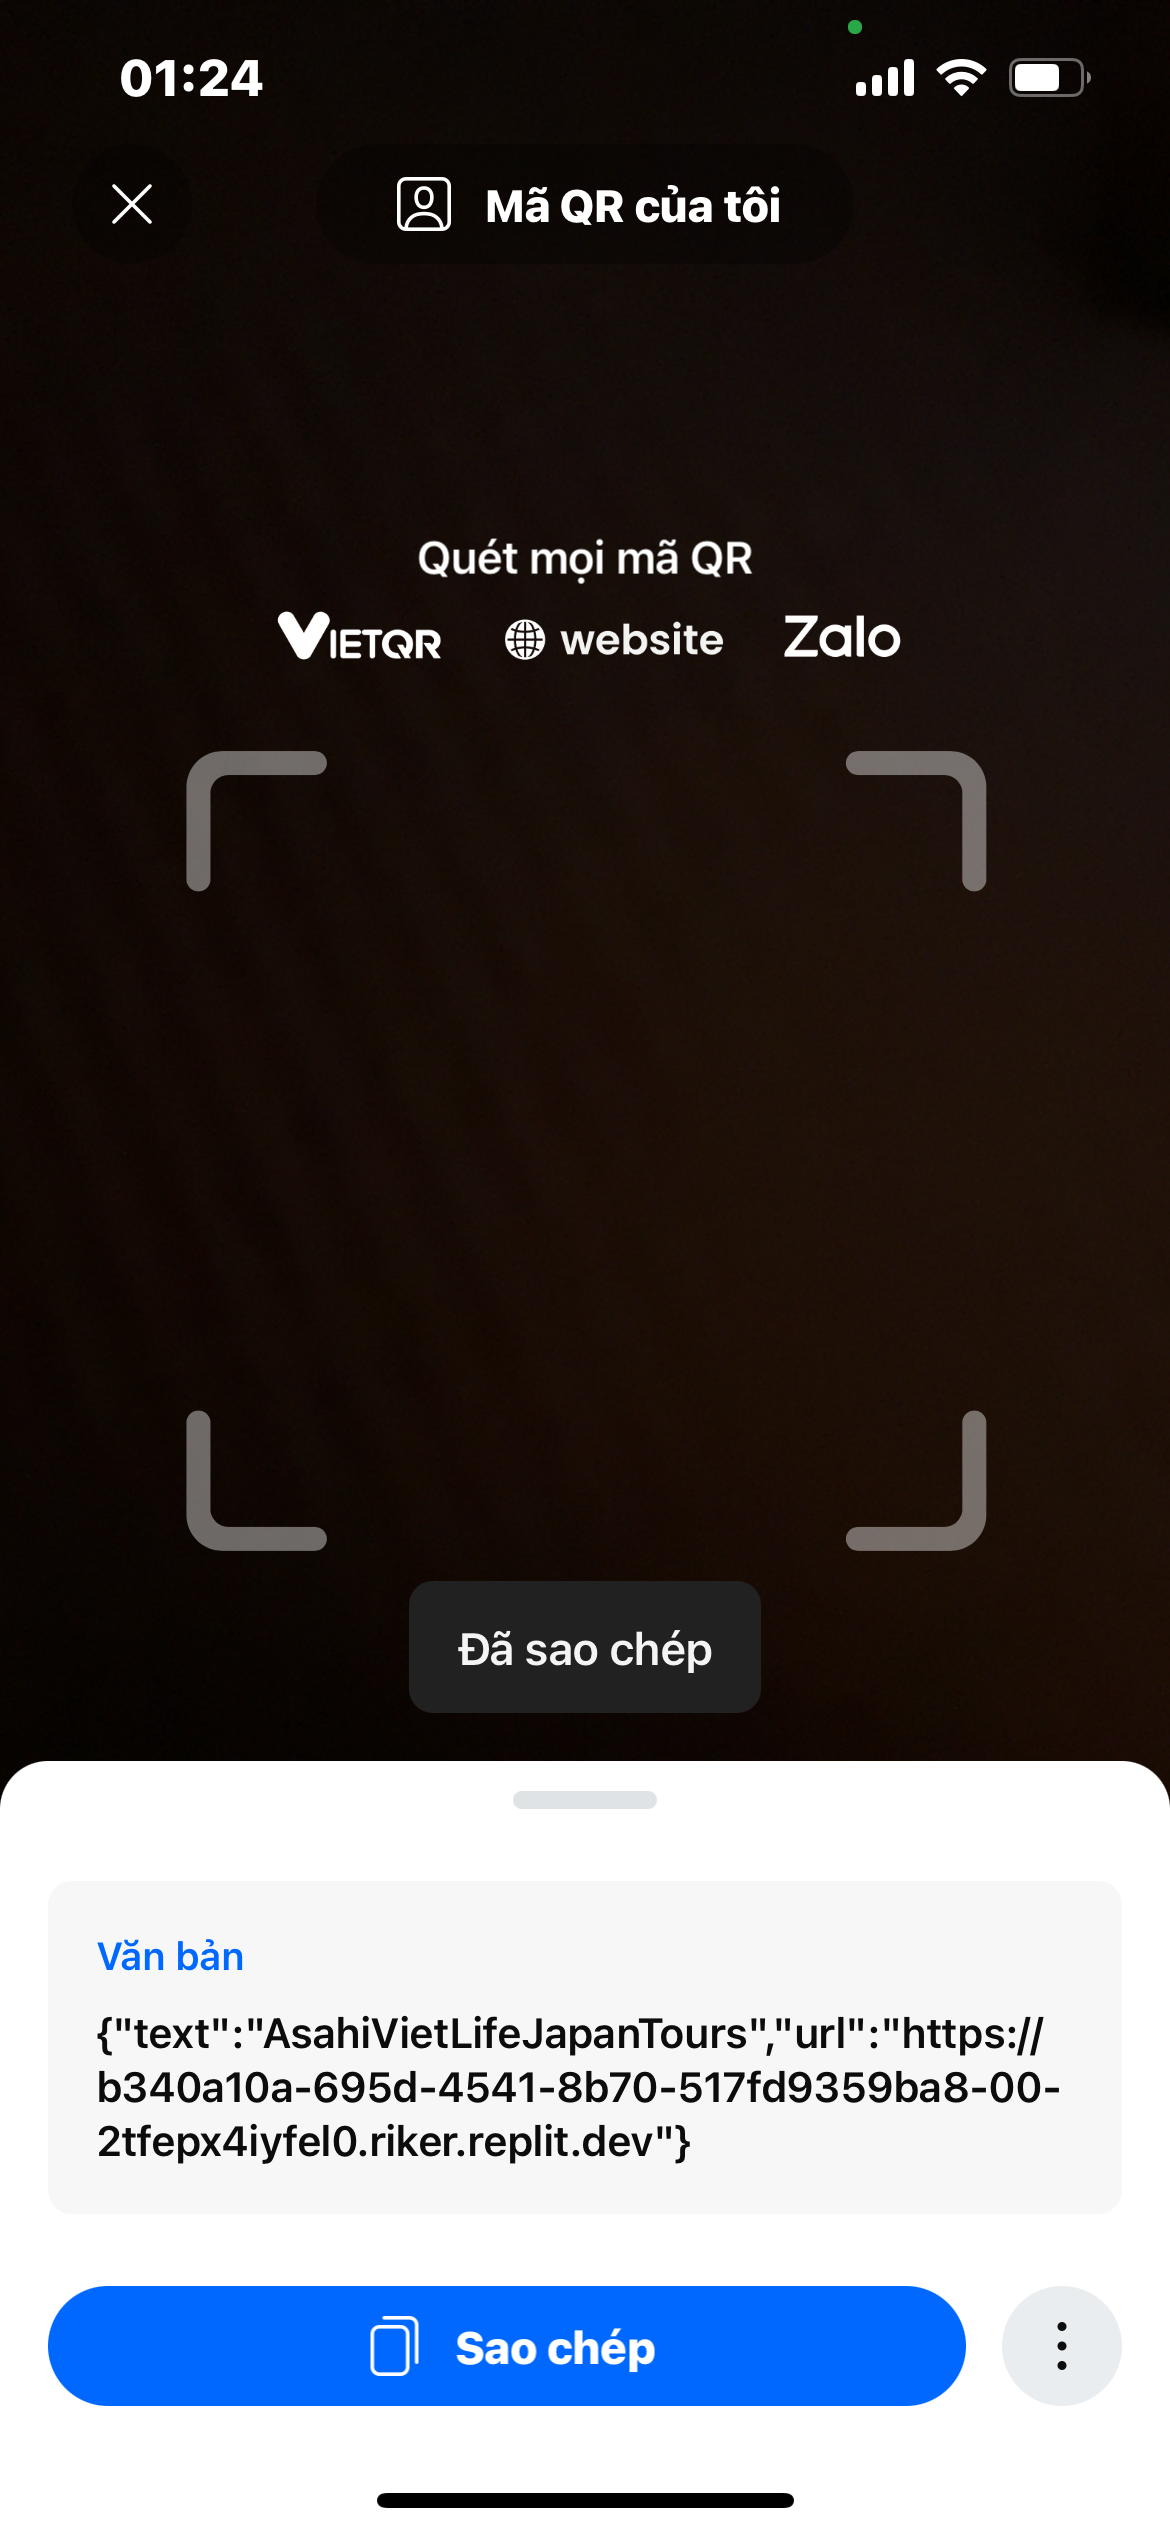 01:24
Mã QR của tôi
Quét mọi mã QR
VIETQR website Zalo
Đã sao chép
Văn bản
{"text":"AsahiVietLifeJapanTours","url":"https://
b340a10a-695d-4541-8b70-517fd9359ba8-00-
2tfepx4iyfel0.riker.replit.dev"}
Sao chép